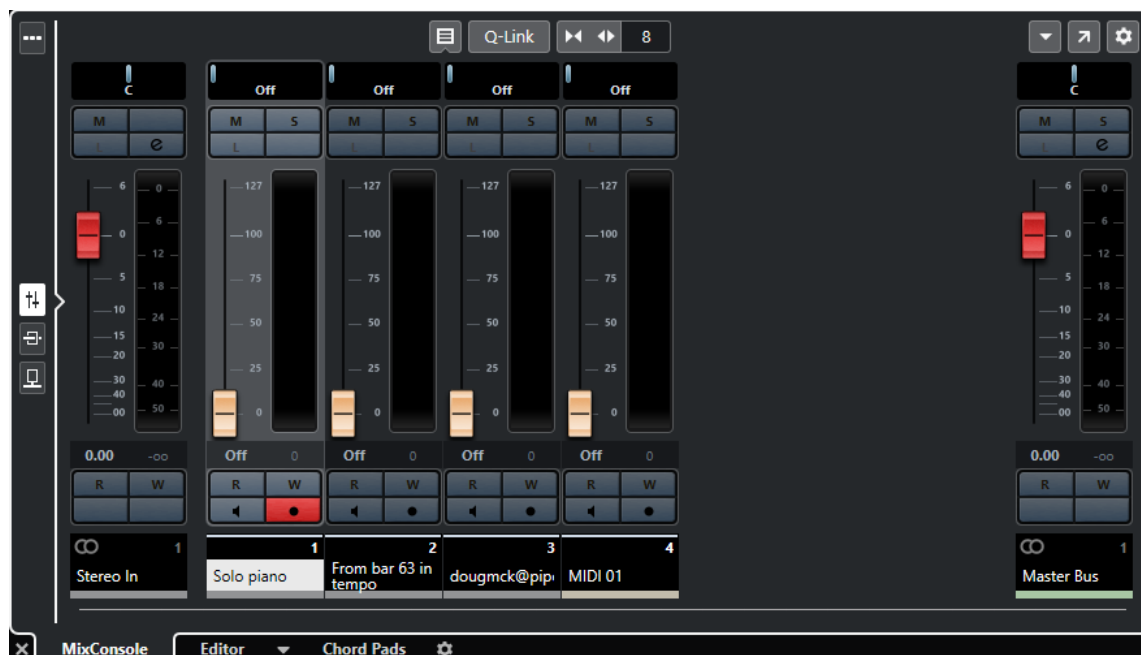 Q-Link 8
C Off Off Off Off C
M M S M S M S M S M S
L e L L L L L e
6 0 127 127 127 127 6 0
6 6
0 100 100 100 100 0
12 12
5 75 75 75 75 5
18 18
10 24 50 50 50 50 10 24
15 15
30 30
20 25 25 25 25 20
30 40 30 40
40 40
00 50 0 0 0 0 00 50
0.00 -oo Off 0 Off 0 Off 0 Off 0 0.00 -oo
R W R W R W R W R W R W
1 1 2 3 4 1
Stereo In Solo piano From bar 63 in dougmck@pip MIDI 01 Master Bus
tempo
MixConsole Editor Chord Pads